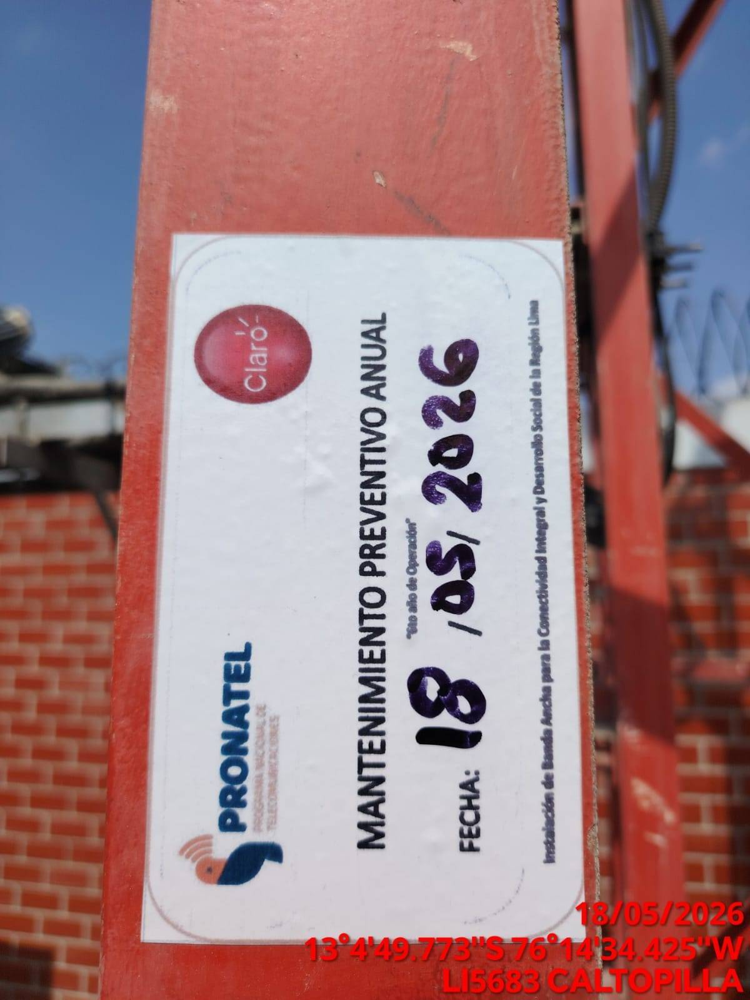 PRONATEL
PROGRAMA NACIONAL DE
TELECOMUNICACIONES
Claro
MANTENIMIENTO PREVENTIVO ANUAL
"6to año de Operación"
FECHA: 18/05/2026
Instalación de Banda Ancha para la Conectividad Integral y Desarrollo Social de la Región Lima
18/05/2026
13°4'49.773"S 76°14'34.425"W
LI5683 CALTOPILLA